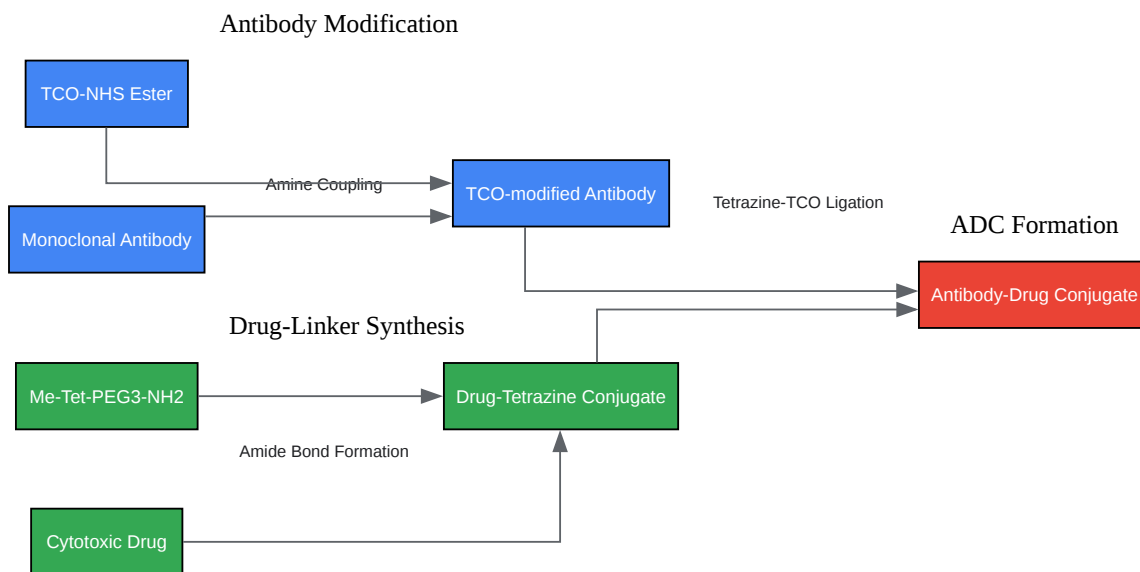 Antibody Modification
TCO-NHS Ester
Amine Coupling
TCO-modified Antibody
Monoclonal Antibody
Tetrazine-TCO Ligation
ADC Formation
Antibody-Drug Conjugate
Drug-Linker Synthesis
Me-Tet-PEG3-NH2
Drug-Tetrazine Conjugate
Amide Bond Formation
Cytotoxic Drug